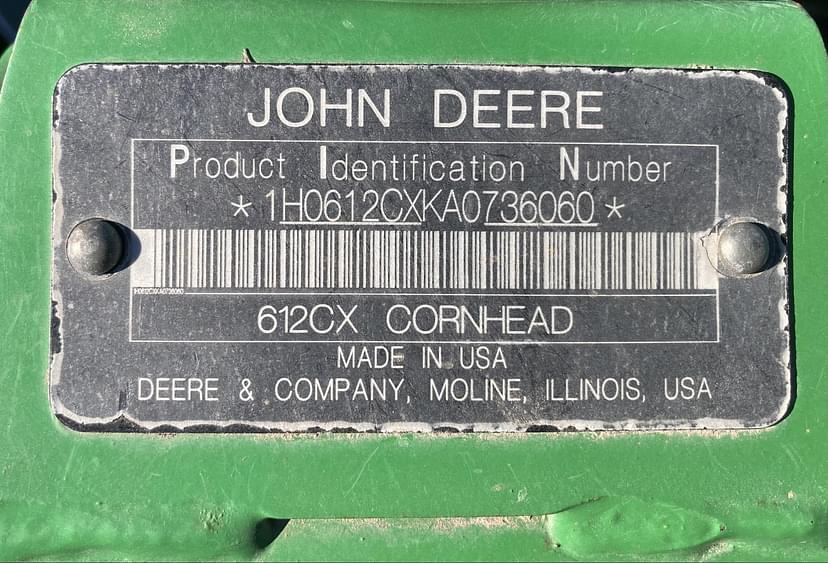 JOHN DEERE
Product Identification Number
*1H0612CXKA0736060*
612CX CORNHEAD
MADE IN USA
DEERE & COMPANY, MOLINE, ILLINOIS, USA